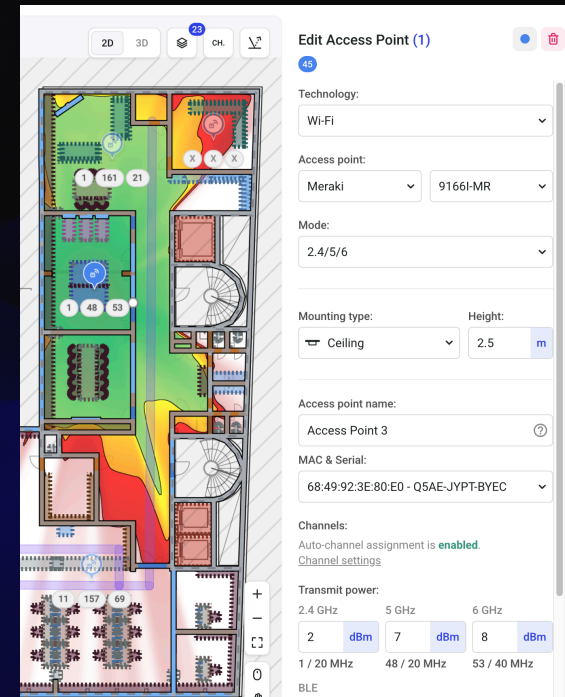 2D
3D
23
CH.
X X X
1 161 21
1 48 53
11 157 69
Edit Access Point (1)
45
Technology:
Wi-Fi
Access point:
Meraki
9166I-MR
Mode:
2.4/5/6
Mounting type:
Height:
Ceiling
2.5
m
Access point name:
Access Point 3
MAC & Serial:
68:49:92:3E:80:E0 - Q5AE-JYPT-BYEC
Channels:
Auto-channel assignment is enabled.
Channel settings
Transmit power:
2.4 GHz
5 GHz
6 GHz
2 dBm
7 dBm
8 dBm
1 / 20 MHz
48 / 20 MHz
53 / 40 MHz
BLE